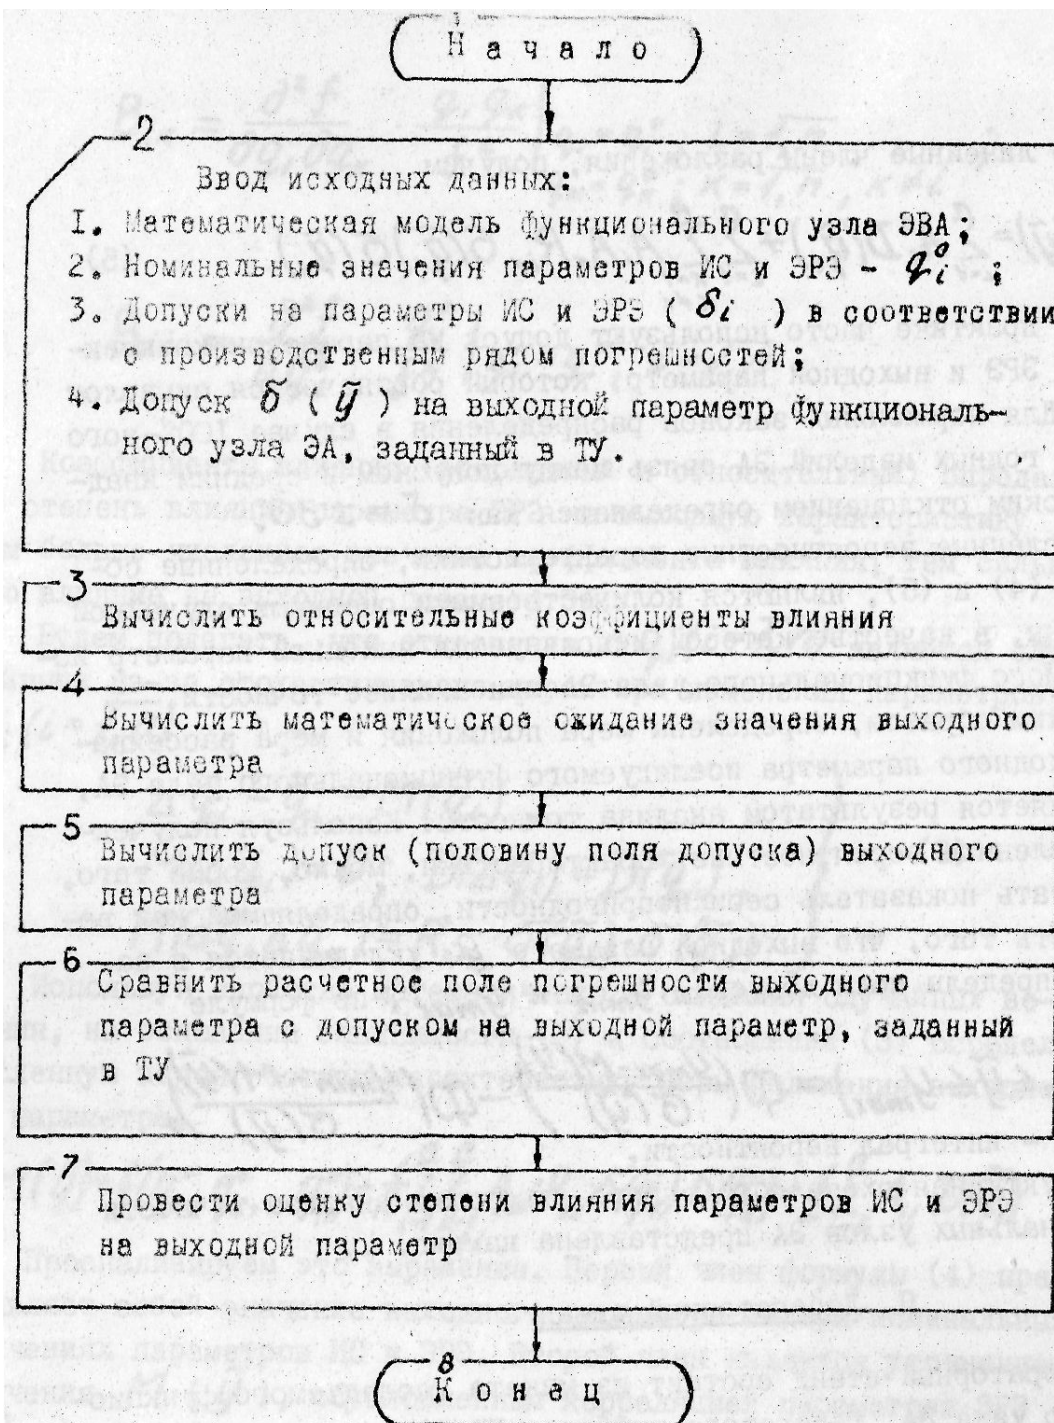 1
Н а ч а л о
2
Ввод исходных данных:
1. Математическая модель функционального узла ЭВА;
2. Номинальные значения параметров ИС и ЭРЭ - q°i ;
3. Допуски на параметры ИС и ЭРЭ ( δi ) в соответствии
с производственным рядом погрешностей;
4. Допуск δ ( ỹ ) на выходной параметр функциональ-
ного узла ЭА, заданный в ТУ.
3
Вычислить относительные коэффициенты влияния
4
Вычислить математическое ожидание значения выходного
параметра
5
Вычислить допуск (половину поля допуска) выходного
параметра
6
Сравнить расчетное поле погрешности выходного
параметра с допуском на выходной параметр, заданный
в ТУ
7
Провести оценку степени влияния параметров ИС и ЭРЭ
на выходной параметр
8
К о н е ц